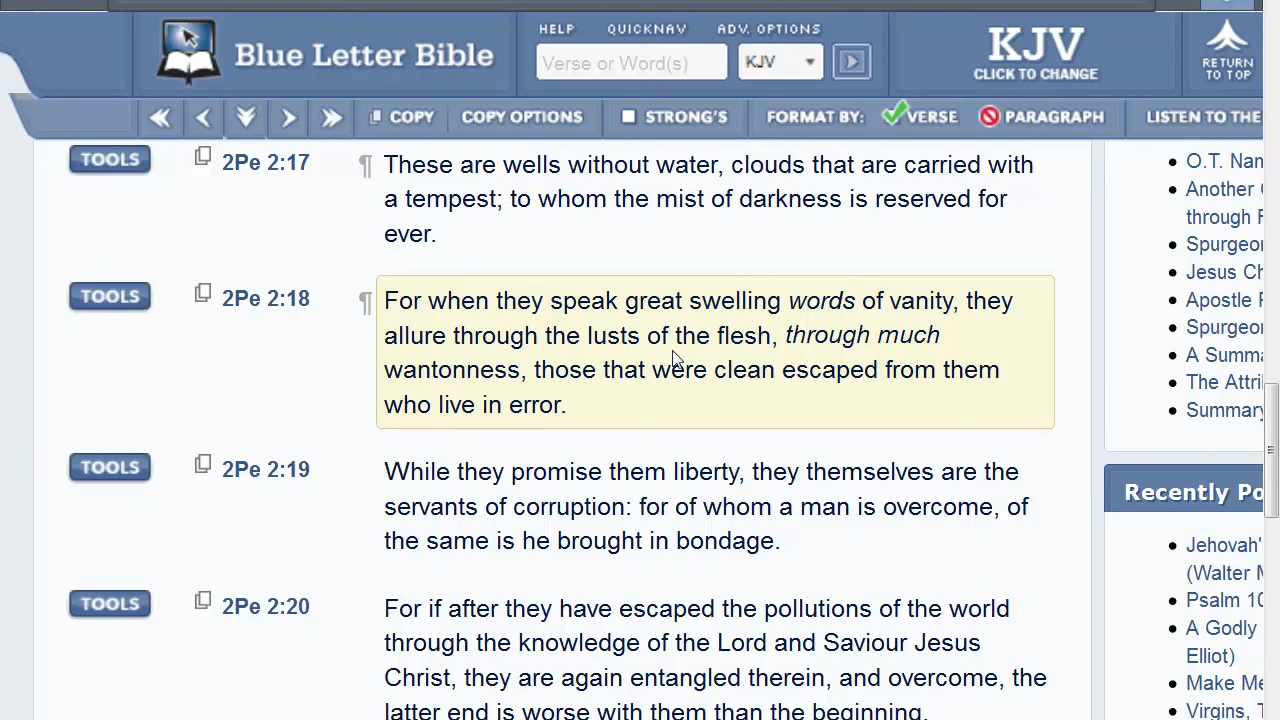 HELP QUICKNAV ADV. OPTIONS
Blue Letter Bible
Verse or Word(s) KJV
KJV
CLICK TO CHANGE
RETURN
TO TOP
COPY COPY OPTIONS STRONG'S FORMAT BY: VERSE PARAGRAPH LISTEN TO THE
TOOLS 2Pe 2:17 ¶ These are wells without water, clouds that are carried with
a tempest; to whom the mist of darkness is reserved for
ever.
TOOLS 2Pe 2:18 ¶ For when they speak great swelling words of vanity, they
allure through the lusts of the flesh, through much
wantonness, those that were clean escaped from them
who live in error.
TOOLS 2Pe 2:19 While they promise them liberty, they themselves are the
servants of corruption: for of whom a man is overcome, of
the same is he brought in bondage.
TOOLS 2Pe 2:20 For if after they have escaped the pollutions of the world
through the knowledge of the Lord and Saviour Jesus
Christ, they are again entangled therein, and overcome, the
latter end is worse with them than the beginning.
• O.T. Nan
• Another
through F
• Spurgeon
• Jesus Ch
• Apostle
• Spurgeon
• A Summa
• The Attri
• Summary
Recently Po
• Jehovah'
(Walter M
• Psalm 10
• A Godly
Elliot)
• Make Me
• Virgins, T